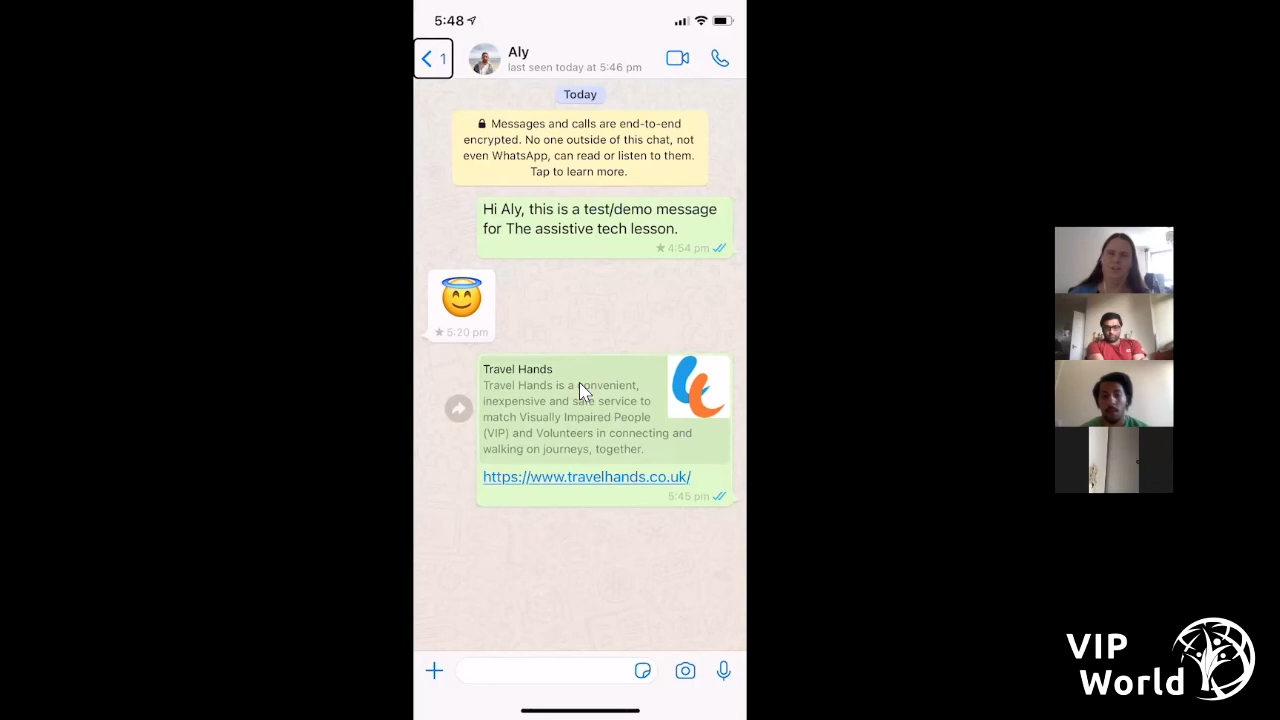 5:48
1
Aly
last seen today at 5:46 pm
Today
Messages and calls are end-to-end
encrypted. No one outside of this chat, not
even WhatsApp, can read or listen to them.
Tap to learn more.
Hi Aly, this is a test/demo message
for The assistive tech lesson.
4:54 pm
5:20 pm
Travel Hands
Travel Hands is a convenient,
inexpensive and safe service to
match Visually Impaired People
(VIP) and Volunteers in connecting and
walking on journeys, together.
https://www.travelhands.co.uk/
5:45 pm
VIP
World